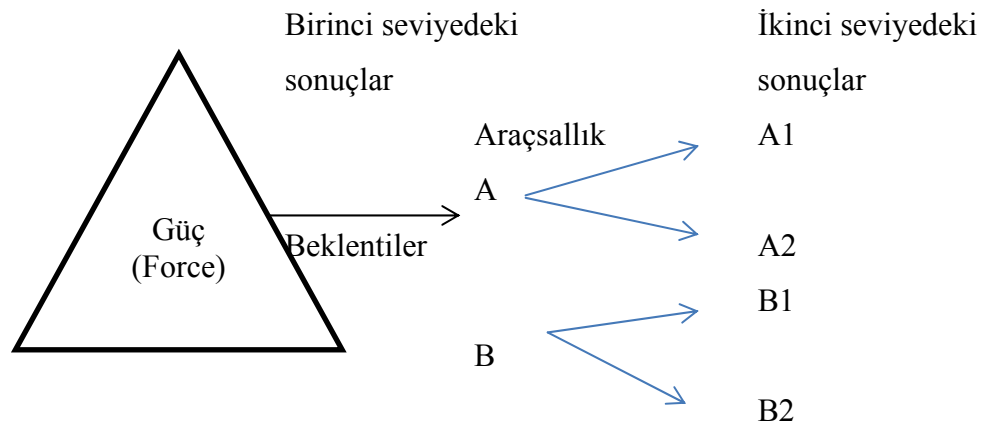 Birinci seviyedeki
sonuçlar
İkinci seviyedeki
sonuçlar
Araçsallık
A
A1
Güç
(Force)
Beklentiler
A2
B1
B
B2